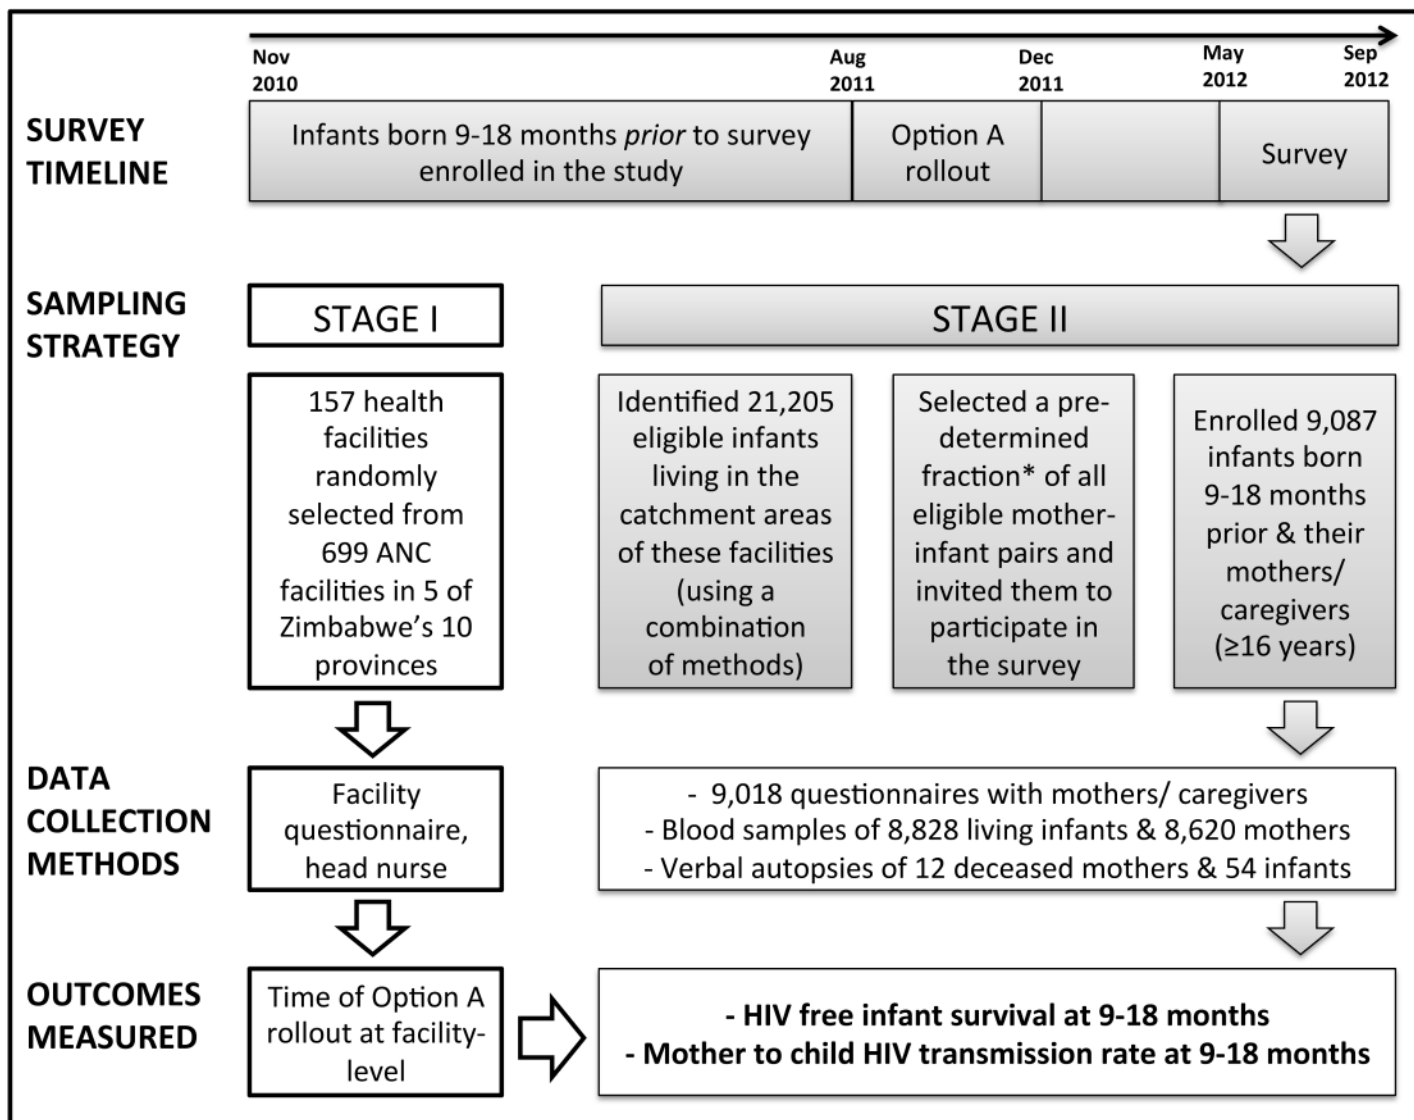 Nov
2010
Aug
2011
Dec
2011
May
2012
Sep
2012
SURVEY
TIMELINE
Infants born 9-18 months prior to survey
enrolled in the study
Option A
rollout
Survey
SAMPLING
STRATEGY
STAGE I
STAGE II
157 health
facilities
randomly
selected from
699 ANC
facilities in 5 of
Zimbabwe's 10
provinces
Identified 21,205
eligible infants
living in the
catchment areas
of these facilities
(using a
combination
of methods)
Selected a pre-
determined
fraction* of all
eligible mother-
infant pairs and
invited them to
participate in
the survey
Enrolled 9,087
infants born
9-18 months
prior & their
mothers/
caregivers
(≥16 years)
DATA
COLLECTION
METHODS
Facility
questionnaire,
head nurse
- 9,018 questionnaires with mothers/ caregivers
- Blood samples of 8,828 living infants & 8,620 mothers
- Verbal autopsies of 12 deceased mothers & 54 infants
OUTCOMES
MEASURED
Time of Option A
rollout at facility-
level
- HIV free infant survival at 9-18 months
- Mother to child HIV transmission rate at 9-18 months